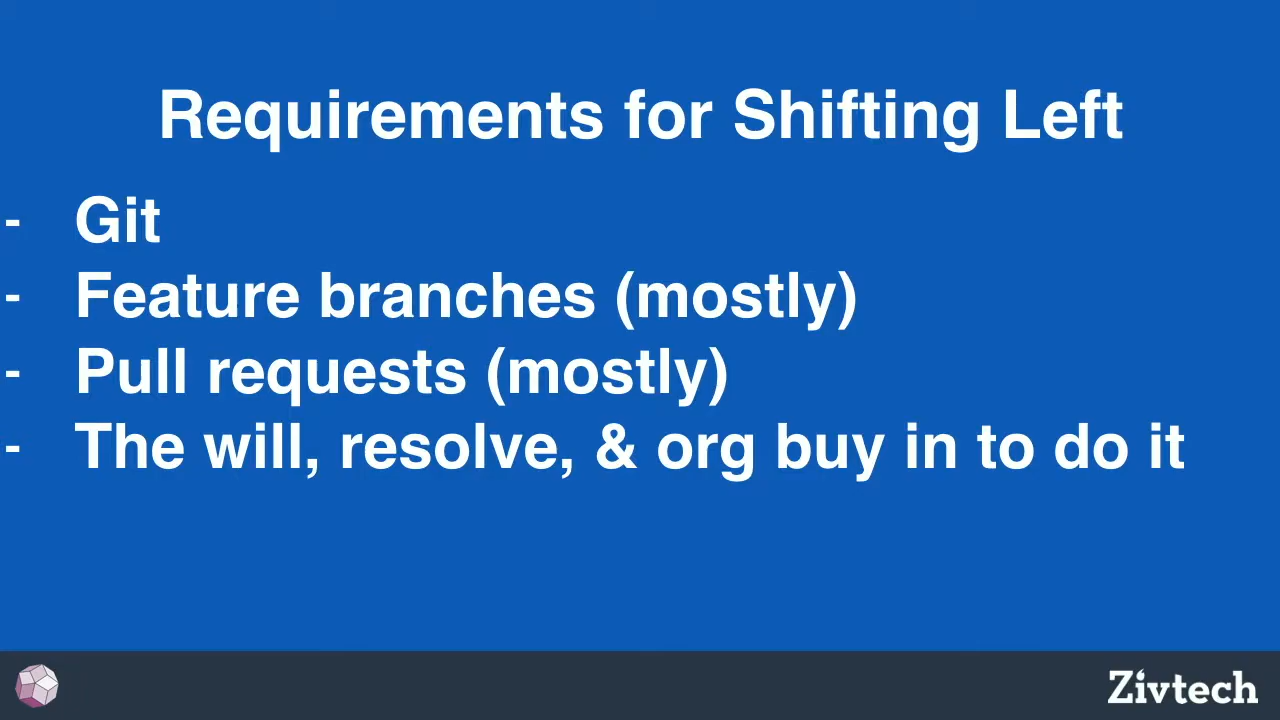 Requirements for Shifting Left
- Git
- Feature branches (mostly)
- Pull requests (mostly)
- The will, resolve, & org buy in to do it
Zivtech